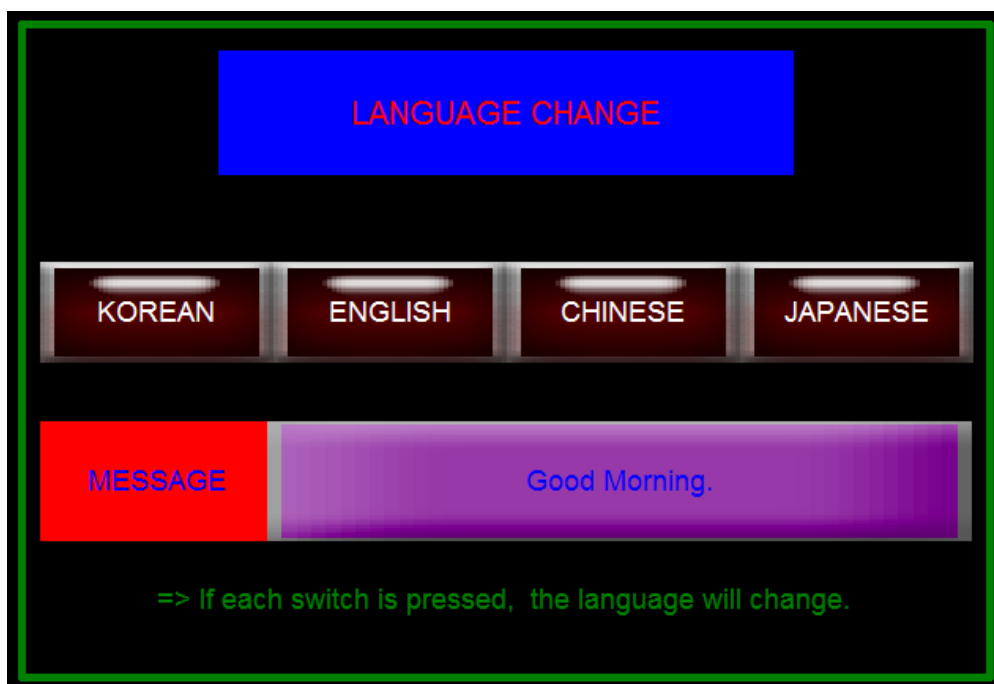 LANGUAGE CHANGE
KOREAN ENGLISH CHINESE JAPANESE
MESSAGE Good Morning.
=> If each switch is pressed, the language will change.